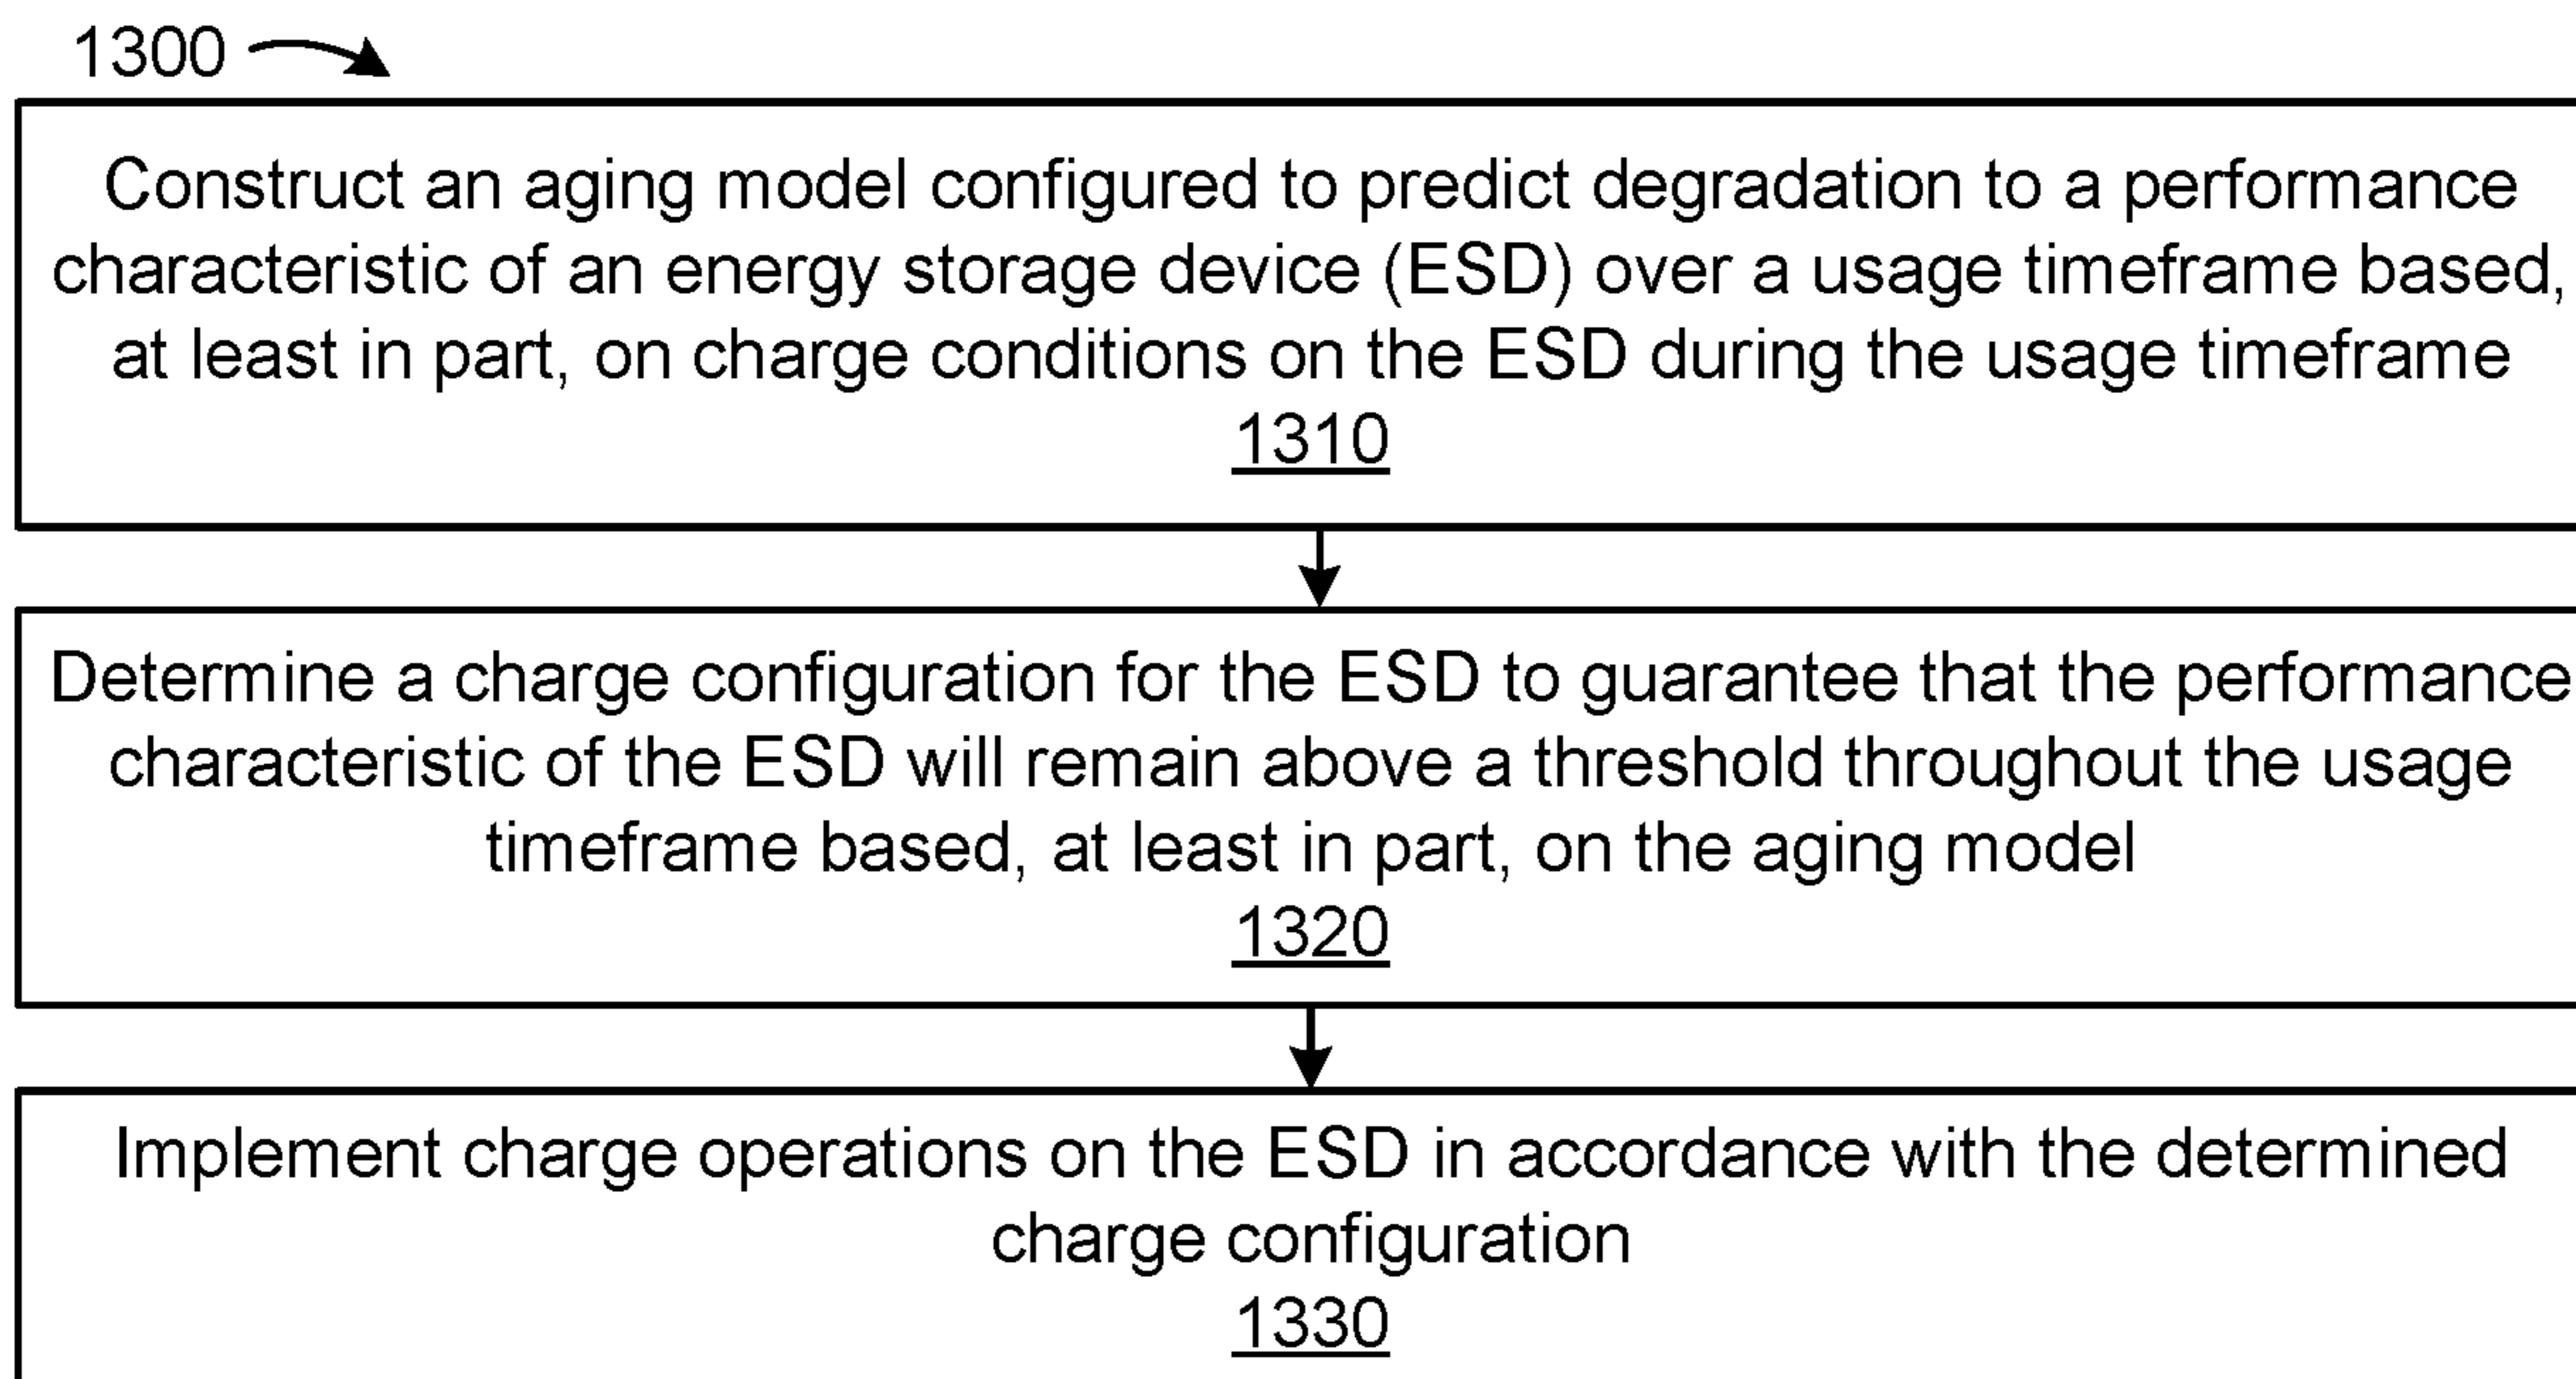 1300
Construct an aging model configured to predict degradation to a performance
characteristic of an energy storage device (ESD) over a usage timeframe based,
at least in part, on charge conditions on the ESD during the usage timeframe
1310
Determine a charge configuration for the ESD to guarantee that the performance
characteristic of the ESD will remain above a threshold throughout the usage
timeframe based, at least in part, on the aging model
1320
Implement charge operations on the ESD in accordance with the determined
charge configuration
1330